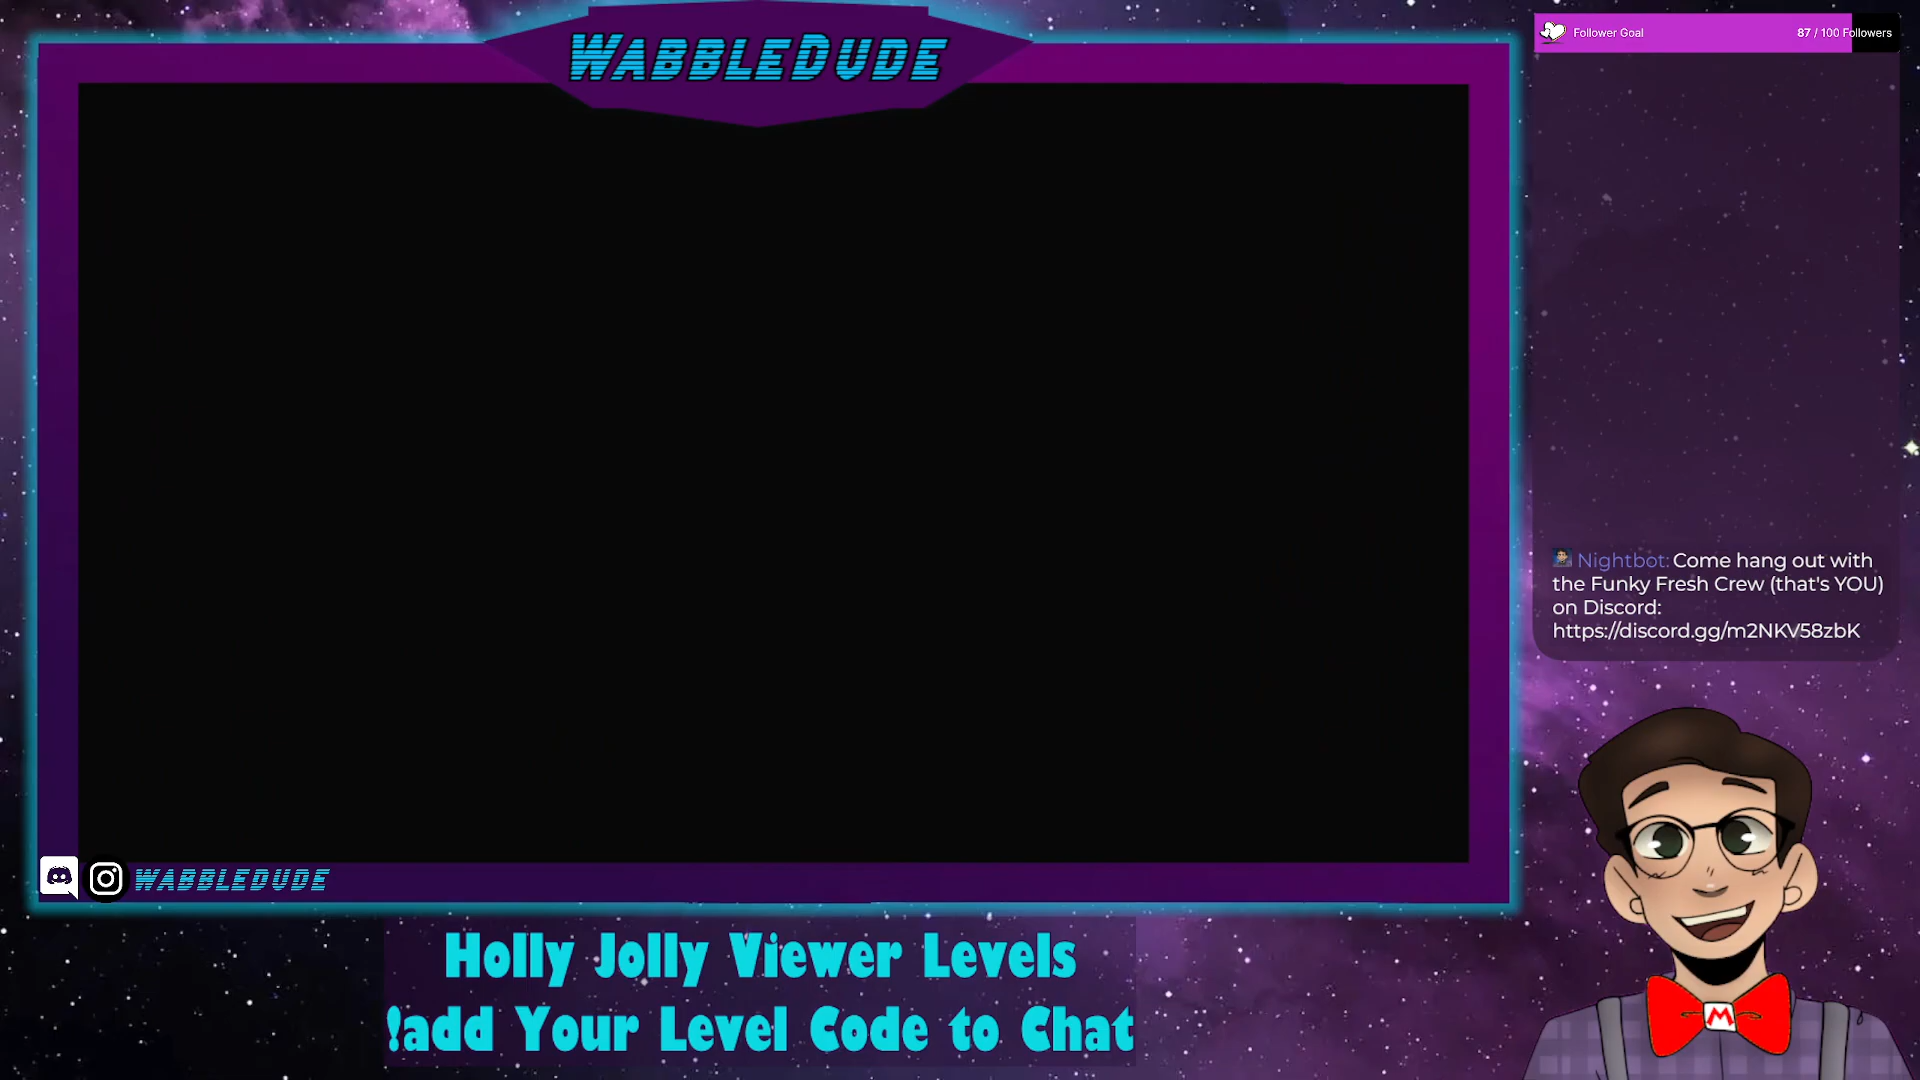 WABBLEDUDE
Follower Goal
87 / 100 Followers
Nightbot: Come hang out with
the Funky Fresh Crew (that's YOU)
on Discord:
https://discord.gg/m2NKV58zbK
WABBLEDUDE
Holly Jolly Viewer Levels
!add Your Level Code to Chat
M